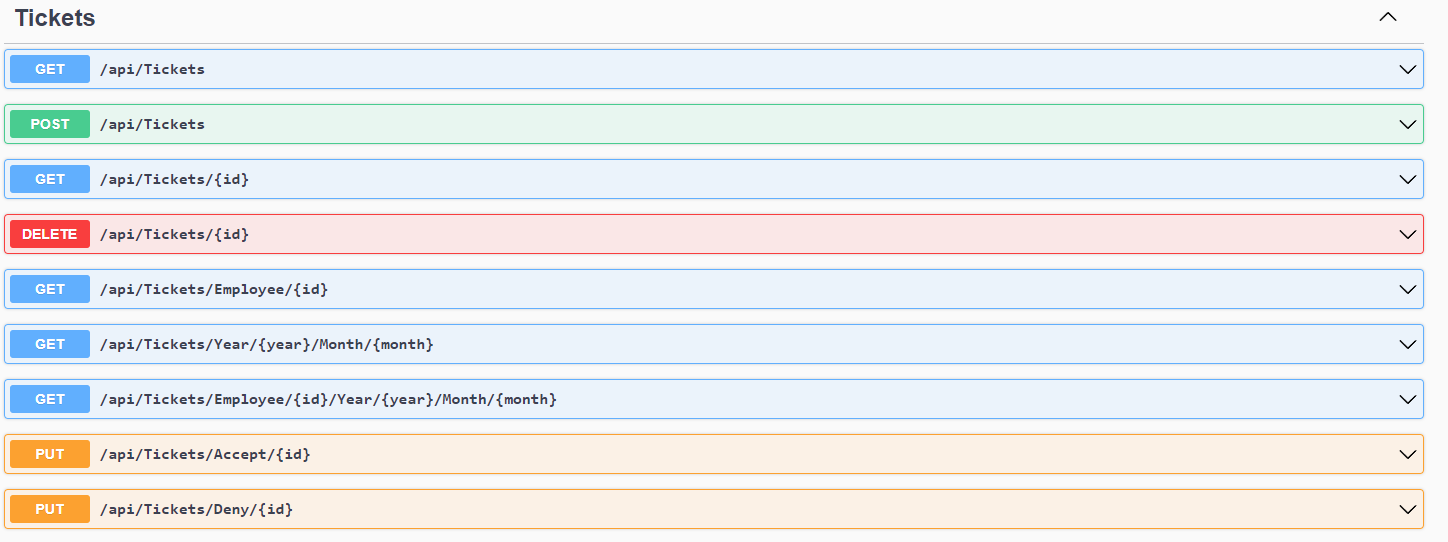 Tickets
GET /api/Tickets
POST /api/Tickets
GET /api/Tickets/{id}
DELETE /api/Tickets/{id}
GET /api/Tickets/Employee/{id}
GET /api/Tickets/Year/{year}/Month/{month}
GET /api/Tickets/Employee/{id}/Year/{year}/Month/{month}
PUT /api/Tickets/Accept/{id}
PUT /api/Tickets/Deny/{id}